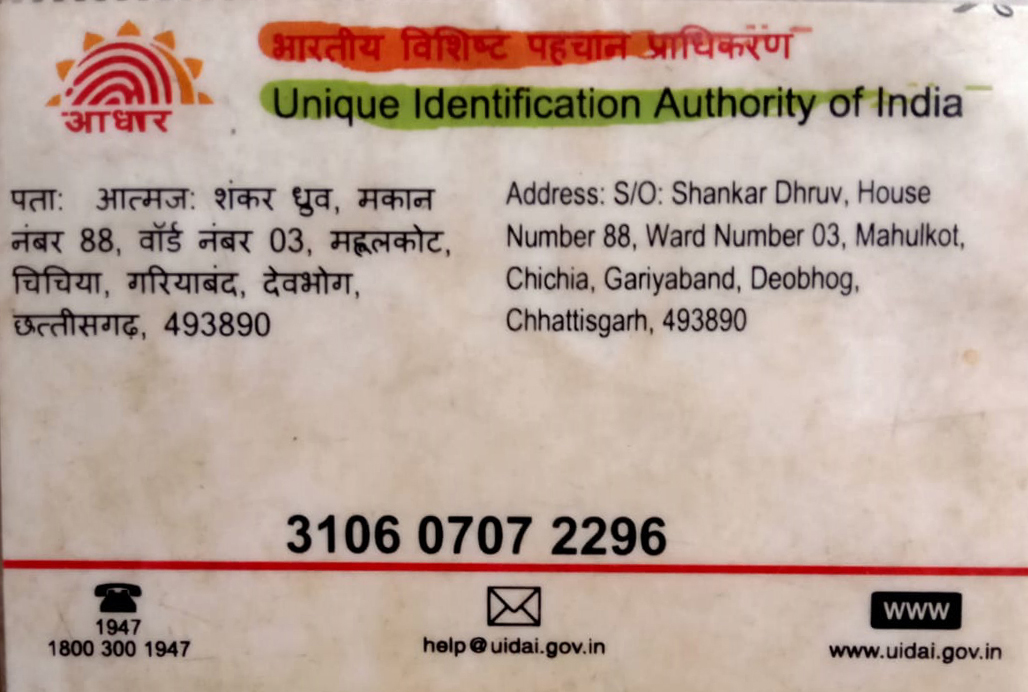 आधार
भारतीय विशिष्ट पहचान प्राधिकरण
Unique Identification Authority of India
पता: आत्मज: शंकर ध्रुव, मकान
नंबर 88, वॉर्ड नंबर 03, महूलकोट,
चिचिया, गरियाबंद, देवभोग,
छत्तीसगढ़, 493890
Address: S/O: Shankar Dhruv, House
Number 88, Ward Number 03, Mahulkot,
Chichia, Gariyaband, Deobhog,
Chhattisgarh, 493890
3106 0707 2296
1947
1800 300 1947
help@uidai.gov.in
WWW
www.uidai.gov.in